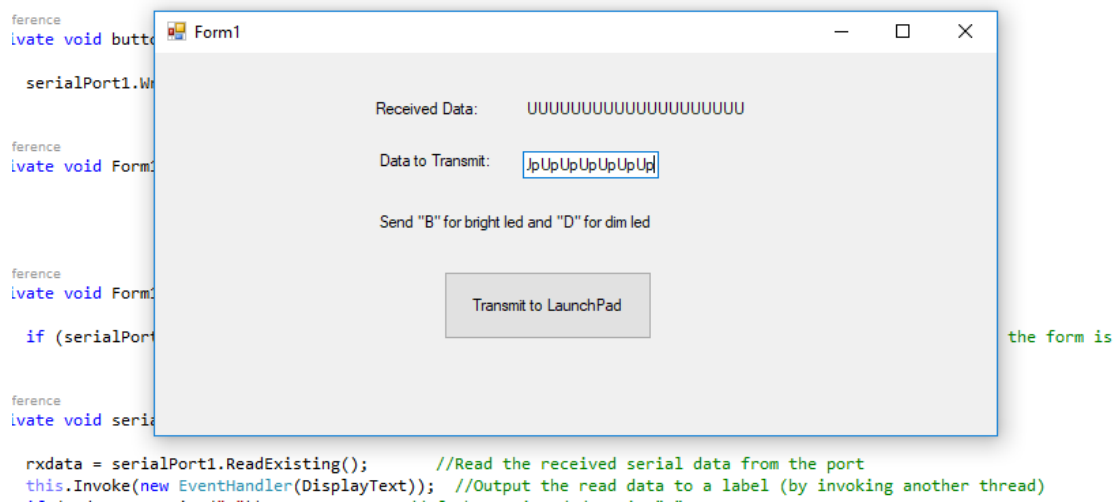 ference
ivate void butto
Form1
serialPort1.Wr
Received Data: UUUUUUUUUUUUUUUUUUUU
ference
ivate void Form1
Data to Transmit: JpUpUpUpUpUpUp
Send "B" for bright led and "D" for dim led
ference
ivate void Form1
Transmit to LaunchPad
if (serialPort
the form is
ference
ivate void seria
rxdata = serialPort1.ReadExisting(); //Read the received serial data from the port
this.Invoke(new EventHandler(DisplayText)); //Output the read data to a label (by invoking another thread)